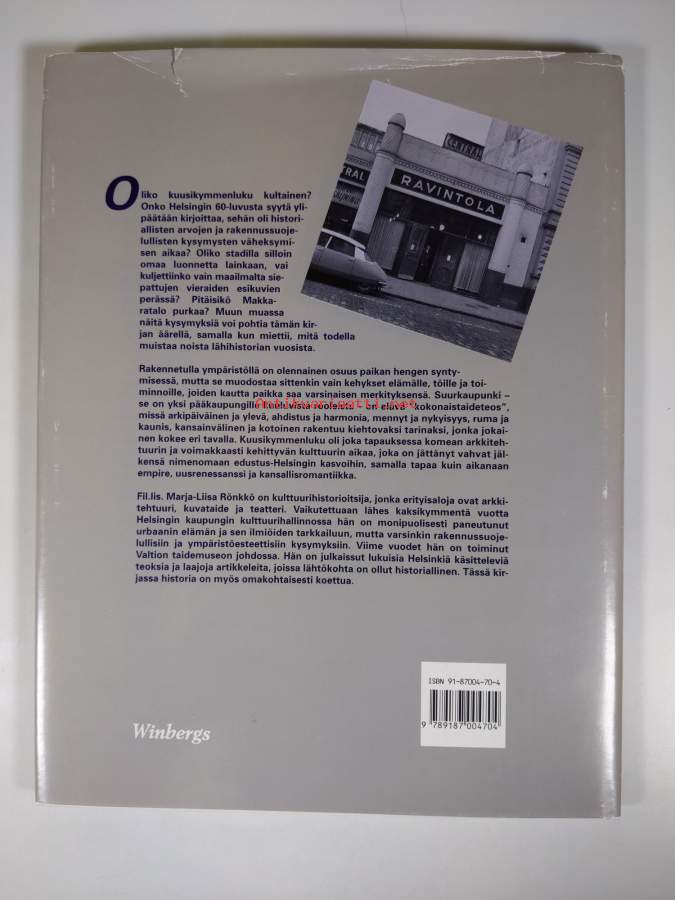 CENTRAL
TRAL
RAVINTOLA
Oliko kuusikymmenluku kultainen?
Onko Helsingin 60-luvusta syytä yli-
päätään kirjoittaa, sehän oli histori-
allisten arvojen ja rakennussuoje-
lullisten kysymysten väheksymi-
sen aikaa? Oliko stadilla silloin
omaa luonnetta lainkaan, vai
kuljettiinko vain maailmalta sie-
pattujen vieraiden esikuvien
perässä? Pitäisikö Makka-
ratalo purkaa? Muun muassa
näitä kysymyksiä voi pohtia tämän kir-
jan äärellä, samalla kun miettii, mitä todella
muistaa noista lähihistorian vuosista.
Rakennetulla ympäristöllä on olennainen osuus paikan hengen synty-
misessä, mutta se muodostaa sittenkin vain kehykset elämälle, töille ja toi-
minnoille, joiden kautta paikka saa varsinaisen merkityksensä. Suurkaupunki –
se on yksi pääkaupungille kuuluvista rooleista – on elävä "kokonaistaideteos",
Antikvariaatti.net
missä arkipäiväinen ja ylevä, ahdistus ja harmonia, mennyt ja nykyisyys, ruma ja
kaunis, kansainvälinen ja kotoinen rakentuu kiehtovaksi tarinaksi, jonka jokai-
nen kokee eri tavalla. Kuusikymmenluku oli joka tapauksessa komean arkkiteh-
tuurin ja voimakkaasti kehittyvän kulttuurin aikaa, joka on jättänyt vahvat jäl-
kensä nimenomaan edustus-Helsingin kasvoihin, samalla tapaa kuin aikanaan
empire, uusrenessanssi ja kansallisromantiikka.
Fil.lis. Marja-Liisa Rönkkö on kulttuurihistorioitsija, jonka erityisaloja ovat arkki-
tehtuuri, kuvataide ja teatteri. Vaikutettuaan lähes kaksikymmentä vuotta
Helsingin kaupungin kulttuurihallinnossa hän on monipuolisesti paneutunut
urbaanin elämän ja sen ilmiöiden tarkkailuun, mutta varsinkin rakennussuoje-
lullisiin ja ympäristöesteettisiin kysymyksiin. Viime vuodet hän on toiminut
Valtion taidemuseon johdossa. Hän on julkaissut lukuisia Helsinkiä käsitteleviä
teoksia ja laajoja artikkeleita, joissa lähtökohta on ollut historiallinen. Tässä kir-
jassa historia on myös omakohtaisesti koettua.
ISBN 91-87004-70-4
9 789187 004704
Winbergs